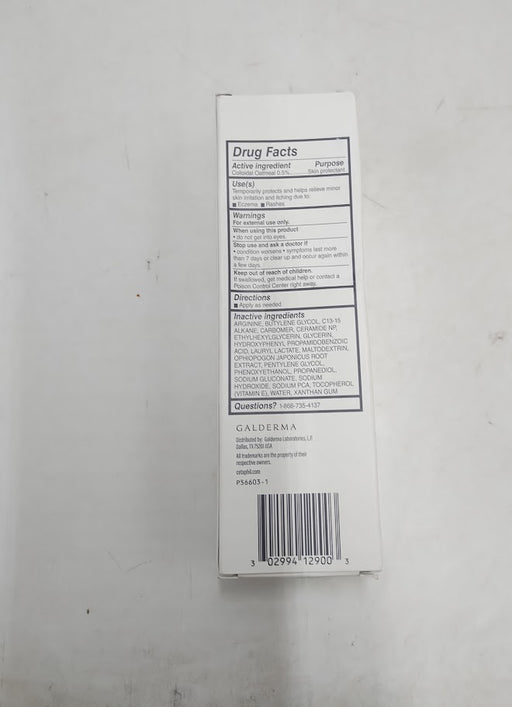 Drug Facts
Active ingredient Purpose
Colloidal Oatmeal 0.5%....................Skin protectant
Use(s)
Temporarily protects and helps relieve minor
skin irritation and itching due to:
■ Eczema ■ Rashes
Warnings
For external use only.
When using this product
• do not get into eyes.
Stop use and ask a doctor if
• condition worsens • symptoms last more
than 7 days or clear up and occur again within
a few days
Keep out of reach of children.
If swallowed, get medical help or contact a
Poison Control Center right away.
Directions
■ Apply as needed
Inactive ingredients
ARGININE, BUTYLENE GLYCOL, C13-15
ALKANE, CARBOMER, CERAMIDE NP,
ETHYLHEXYLGLYCERIN, GLYCERIN,
HYDROXYPHENYL PROPAMIDOBENZOIC
ACID, LAURYL LACTATE, MALTODEXTRIN,
OPHIOPOGON JAPONICUS ROOT
EXTRACT, PENTYLENE GLYCOL,
PHENOXYETHANOL, PROPANEDIOL,
SODIUM GLUCONATE, SODIUM
HYDROXIDE, SODIUM PCA, TOCOPHEROL
(VITAMIN E), WATER, XANTHAN GUM
Questions? 1-866-735-4137
GALDERMA
Distributed by: Galderma Laboratories, L.P.
Dallas, TX 75201 USA
All trademarks are the property of their
respective owners.
cetaphil.com
P56603-1
3 02994 12900 3